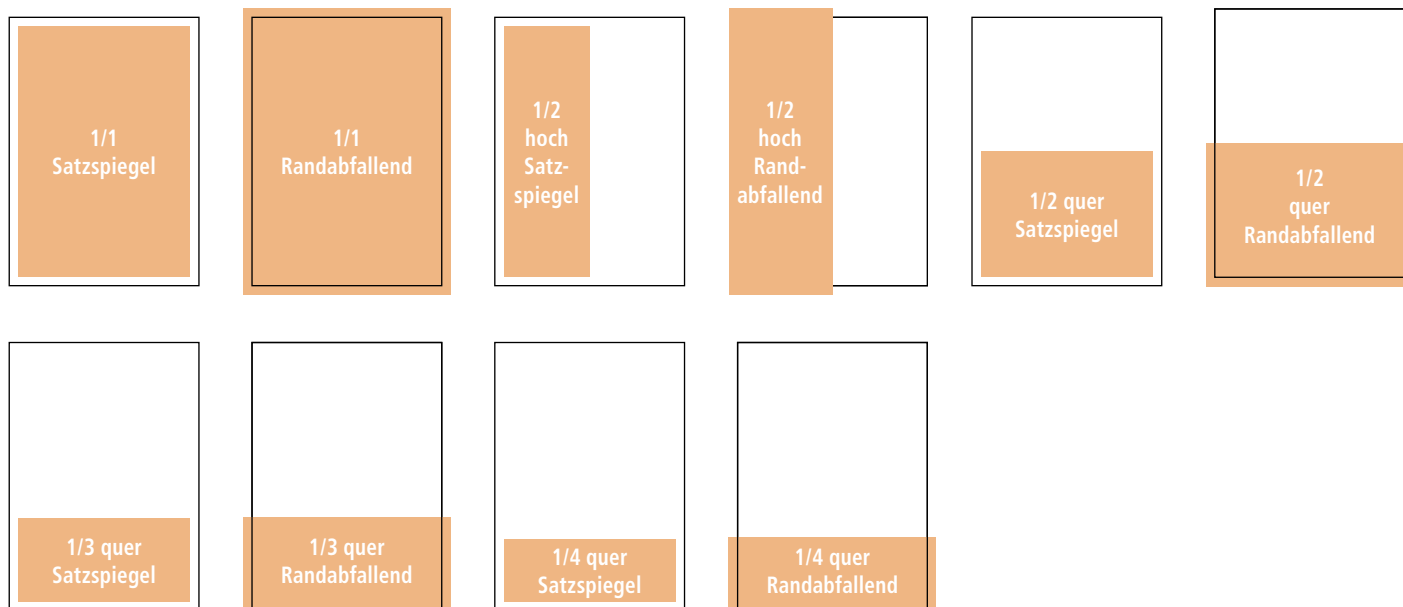 1/1
Satzspiegel
1/1
Randabfallend
1/2
hoch
Satz-
spiegel
1/2
hoch
Rand-
abfallend
1/2 quer
Satzspiegel
1/2
quer
Randabfallend
1/3 quer
Satzspiegel
1/3 quer
Randabfallend
1/4 quer
Satzspiegel
1/4 quer
Randabfallend